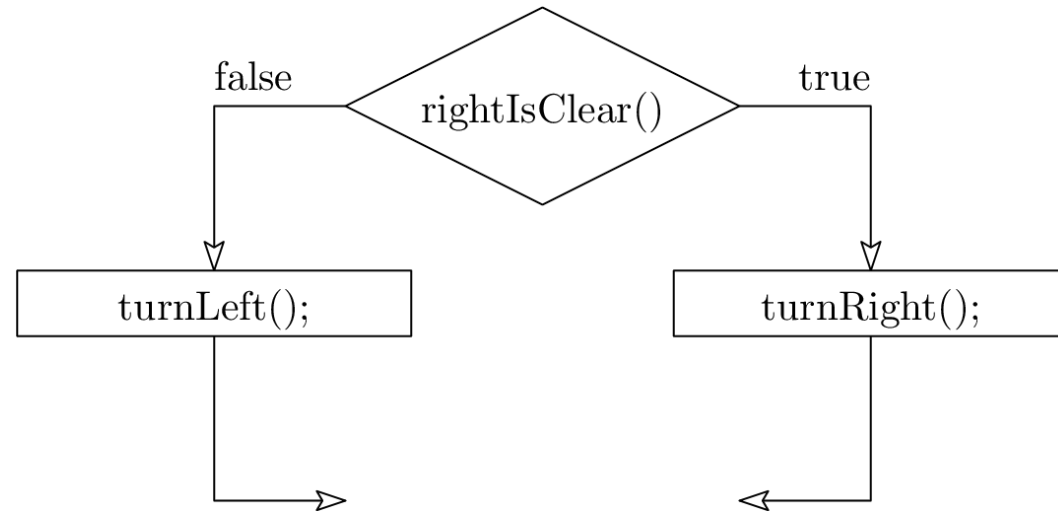 false
true
rightIsClear()
turnLeft();
turnRight();